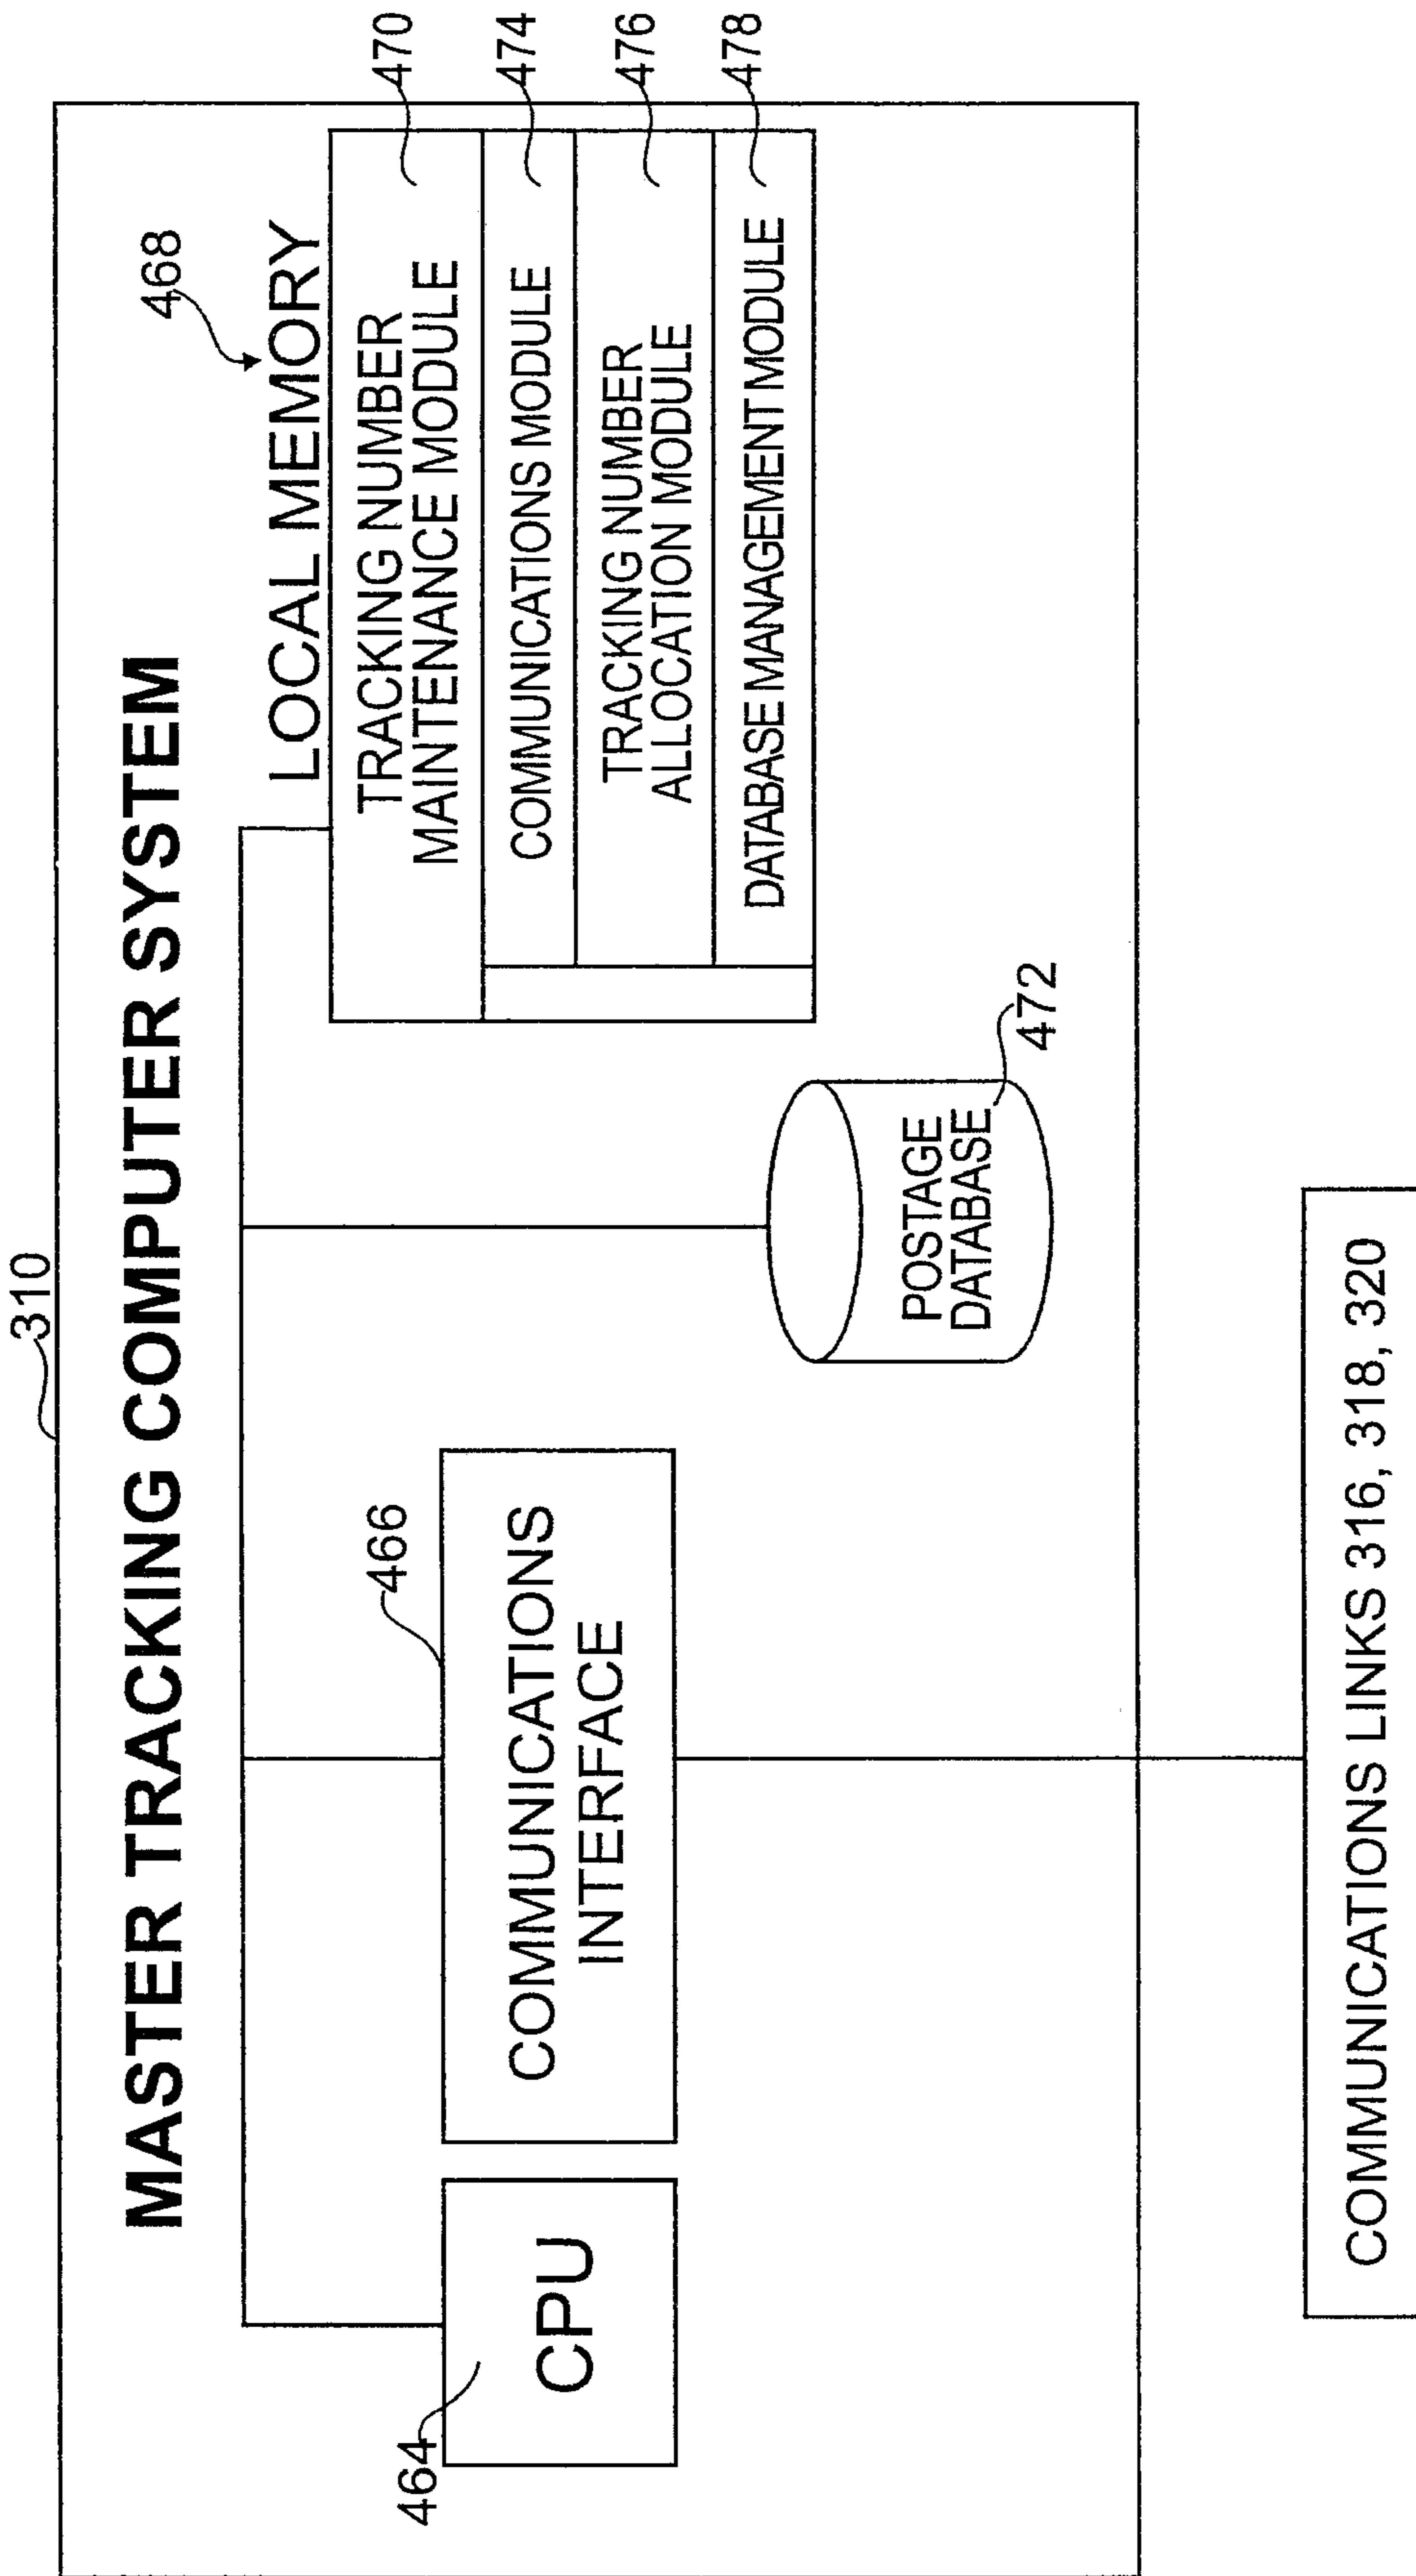 310
MASTER TRACKING COMPUTER SYSTEM
468
LOCAL MEMORY
TRACKING NUMBER
MAINTENANCE MODULE
470
COMMUNICATIONS MODULE
474
TRACKING NUMBER
ALLOCATION MODULE
476
DATABASE MANAGEMENT MODULE
478
464
CPU
466
COMMUNICATIONS
INTERFACE
POSTAGE
DATABASE
472
COMMUNICATIONS LINKS 316, 318, 320